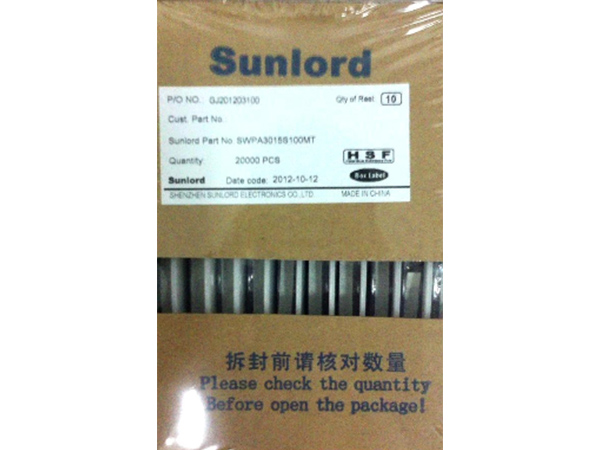 Sunlord
P/O NO.: GJ201203100 Qty of Reel: 10
Cust. Part No
Sunlord Part No: SWPA3015S100MT
Quantity 20000 PCS HSF
Sunlord Date code: 2012-10-12 Box Label
SHENZHEN SUNLORD ELECTRONICS CO.,LTD. MADE IN CHINA
拆封前请核对数量
Please check the quantity
Before open the package!